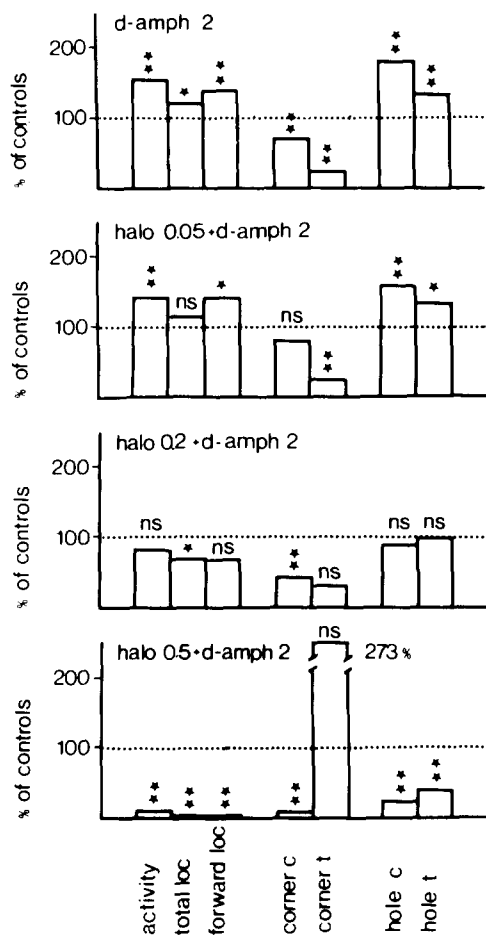 d-amph 2
200
100
% of controls
halo 0.05+d-amph 2
200
100
% of controls
ns
ns
halo 0.2+d-amph 2
200
100
% of controls
ns
ns
ns
ns
ns
halo 0.5+d-amph 2
ns
273 %
200
100
% of controls
activity
total loc
forward loc
corner c
corner t
hole c
hole t